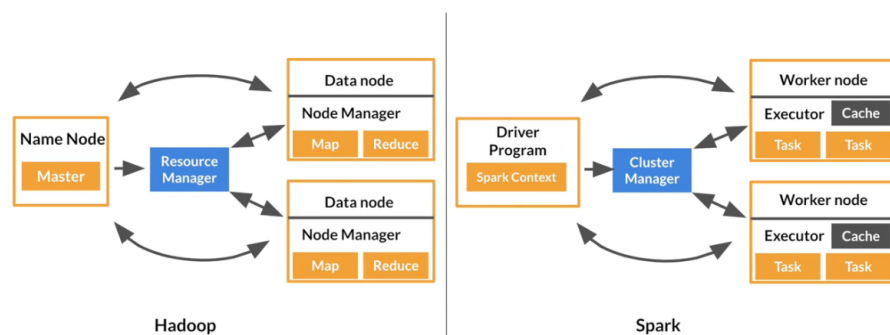 Name Node
Master
Resource
Manager
Data node
Node Manager
Map Reduce
Data node
Node Manager
Map Reduce
Hadoop
Driver
Program
Spark Context
Cluster
Manager
Worker node
Executor Cache
Task Task
Worker node
Executor Cache
Task Task
Spark